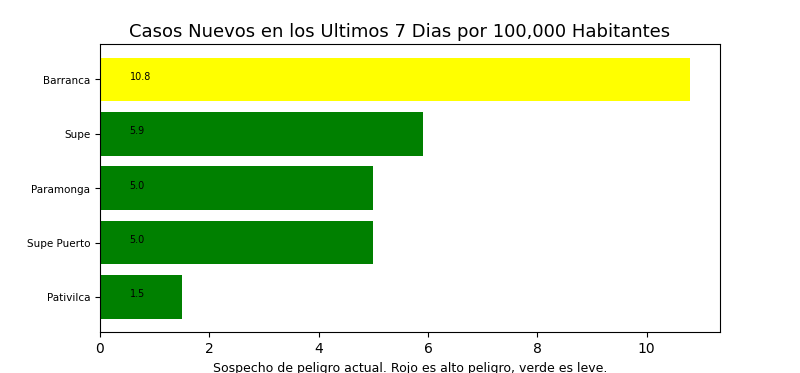 Casos Nuevos en los Ultimos 7 Dias por 100,000 Habitantes
Barranca 10.8
Supe 5.9
Paramonga 5.0
Supe Puerto 5.0
Pativilca 1.5
0 2 4 6 8 10
Sospecho de peligro actual. Rojo es alto peligro, verde es leve.